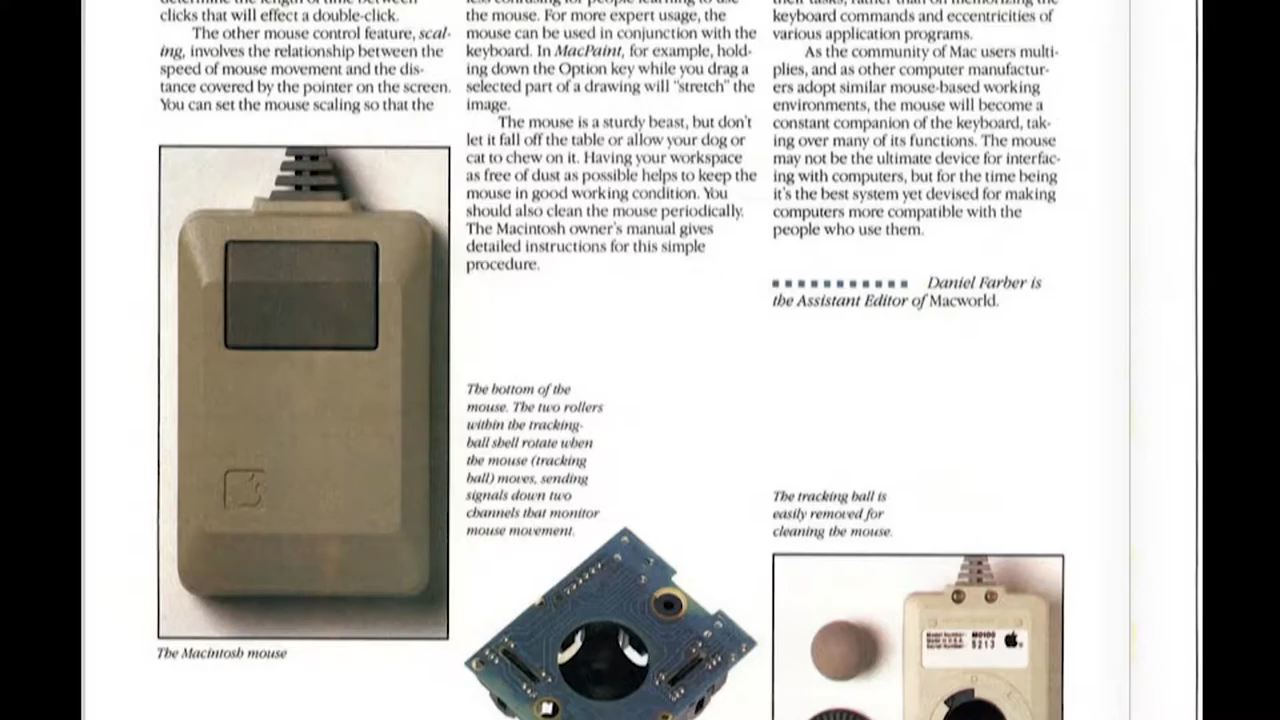 clicks that will effect a double-click.
The other mouse control feature, scal-
ing, involves the relationship between the
speed of mouse movement and the dis-
tance covered by the pointer on the screen.
You can set the mouse scaling so that the
The Macintosh mouse
the mouse. For more expert usage, the
mouse can be used in conjunction with the
keyboard. In MacPaint, for example, hold-
ing down the Option key while you drag a
selected part of a drawing will "stretch" the
image.
The mouse is a sturdy beast, but don't
let it fall off the table or allow your dog or
cat to chew on it. Having your workspace
as free of dust as possible helps to keep the
mouse in good working condition. You
should also clean the mouse periodically.
The Macintosh owner's manual gives
detailed instructions for this simple
procedure.
The bottom of the
mouse. The two rollers
within the tracking-
ball shell rotate when
the mouse (tracking
ball) moves, sending
signals down two
channels that monitor
mouse movement.
keyboard commands and eccentricities of
various application programs.
As the community of Mac users multi-
plies, and as other computer manufactur-
ers adopt similar mouse-based working
environments, the mouse will become a
constant companion of the keyboard, tak-
ing over many of its functions. The mouse
may not be the ultimate device for interfac-
ing with computers, but for the time being
it's the best system yet devised for making
computers more compatible with the
people who use them.
Daniel Farber is
the Assistant Editor of Macworld.
The tracking ball is
easily removed for
cleaning the mouse.
Model Number: M0100
Made in U.S.A.
Serial Number: 5213